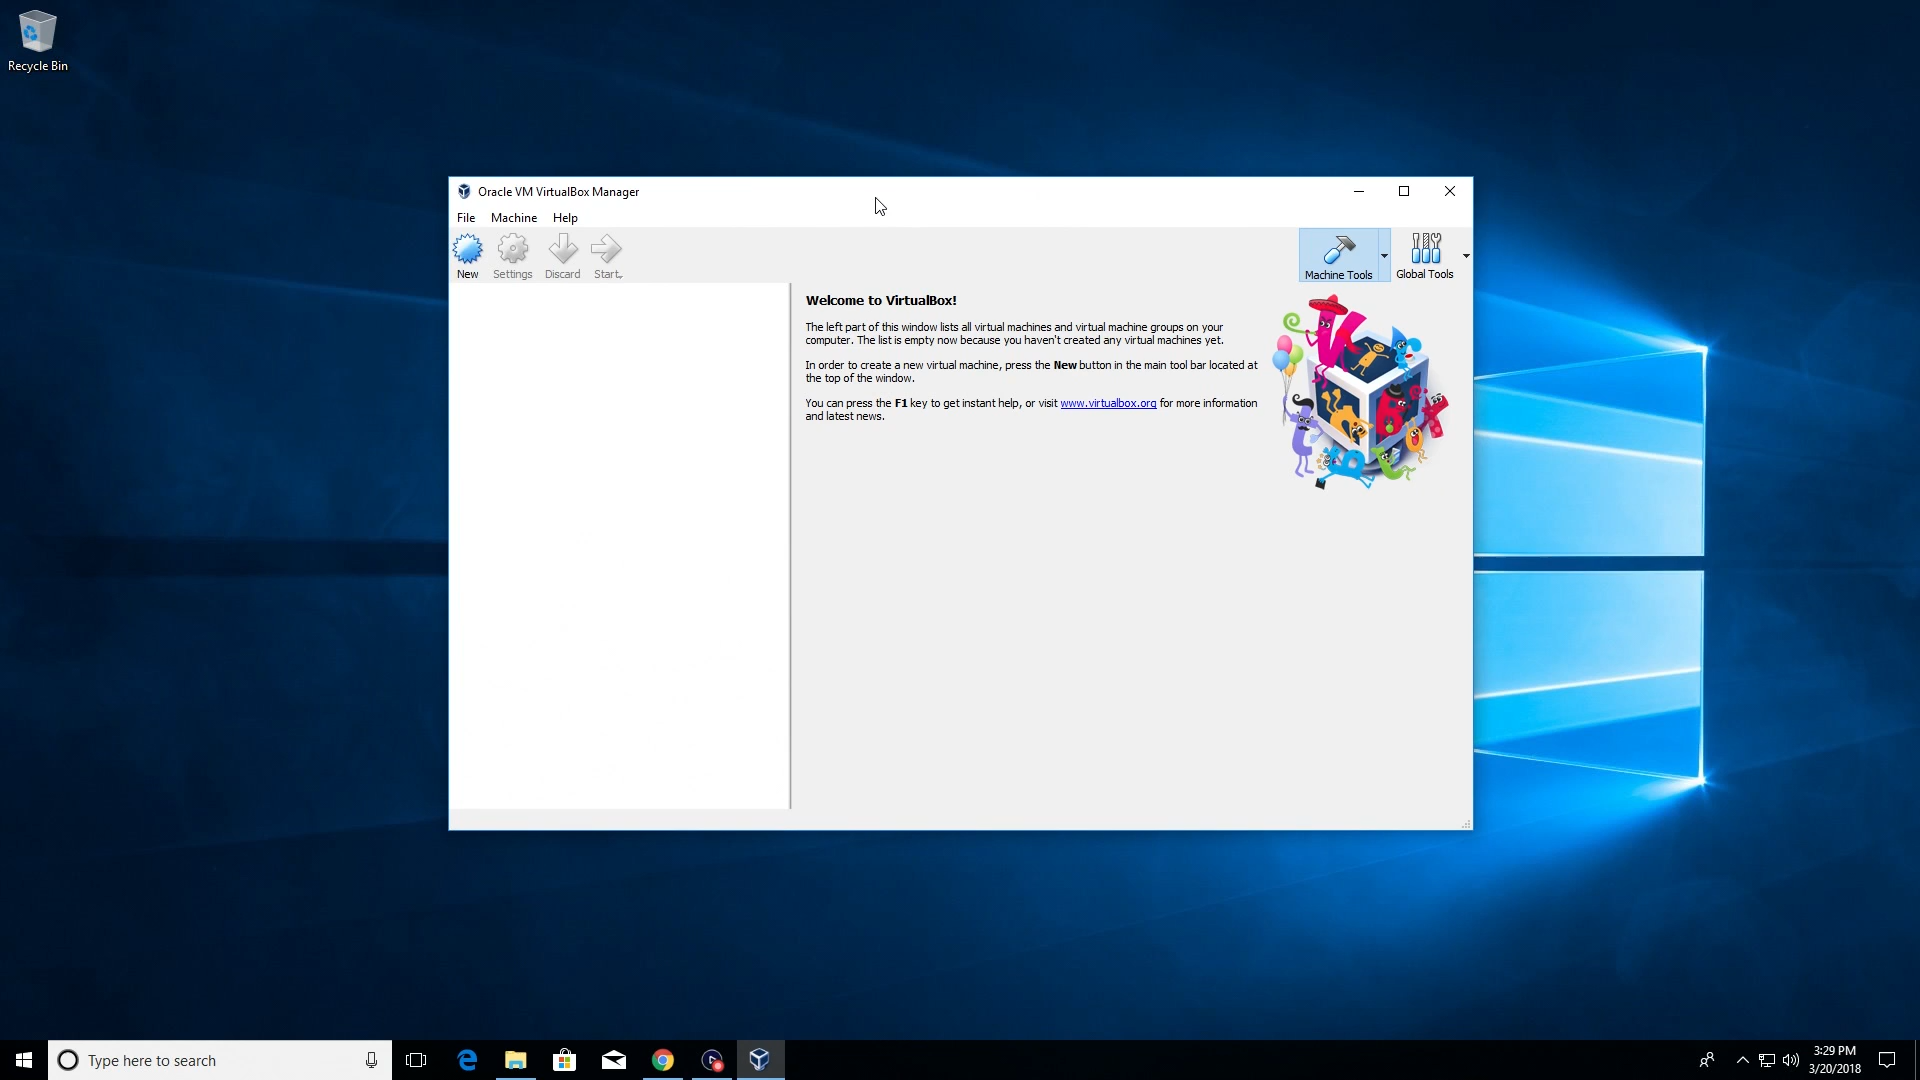 Recycle Bin
Oracle VM VirtualBox Manager
File Machine Help
New Settings Discard Start
Machine Tools Global Tools
Welcome to VirtualBox!
The left part of this window lists all virtual machines and virtual machine groups on your
computer. The list is empty now because you haven't created any virtual machines yet.
In order to create a new virtual machine, press the New button in the main tool bar located at
the top of the window.
You can press the F1 key to get instant help, or visit www.virtualbox.org for more information
and latest news.
Type here to search
3:29 PM
3/20/2018